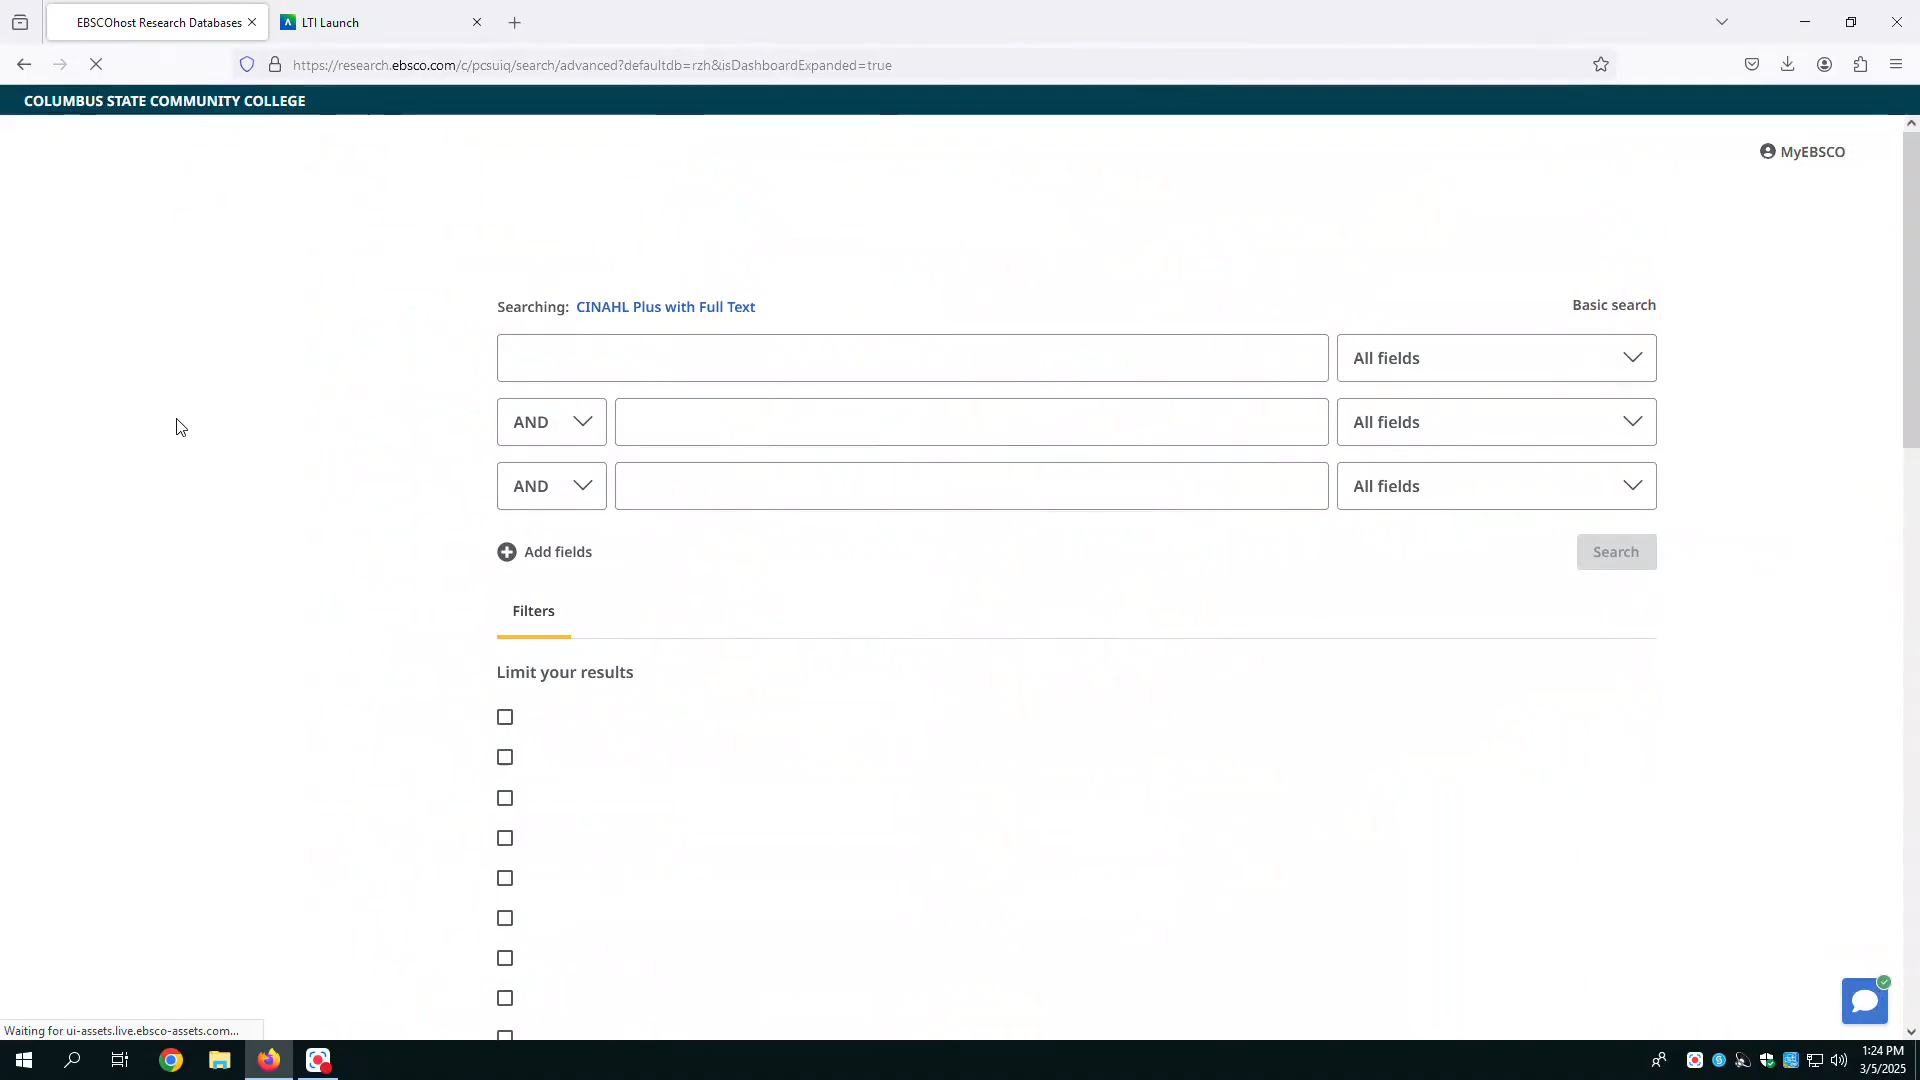 EBSCOhost Research Databases
LTI Launch
https://research.ebsco.com/c/pcsuiq/search/advanced?defaultdb=rzh&isDashboardExpanded=true
COLUMBUS STATE COMMUNITY COLLEGE
MyEBSCO
Searching: CINAHL Plus with Full Text
Basic search
All fields
AND
All fields
AND
All fields
Add fields
Search
Filters
Limit your results
Waiting for ui-assets.live.ebsco-assets.com...
1:24 PM
3/5/2025